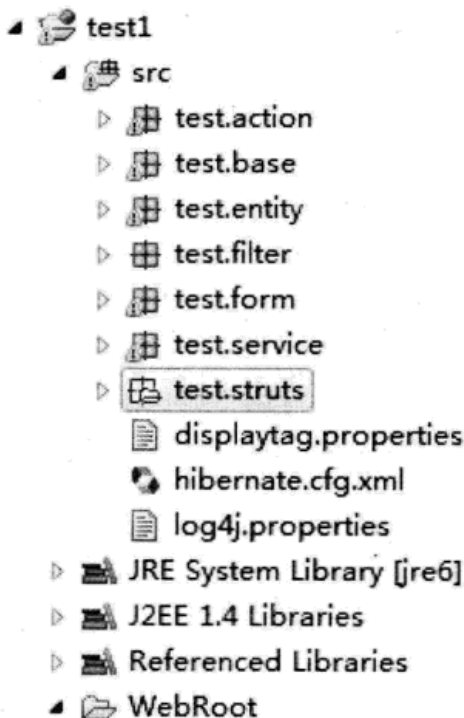 test1
src
test.action
test.base
test.entity
test.filter
test.form
test.service
test.struts
displaytag.properties
hibernate.cfg.xml
log4j.properties
JRE System Library [jre6]
J2EE 1.4 Libraries
Referenced Libraries
WebRoot